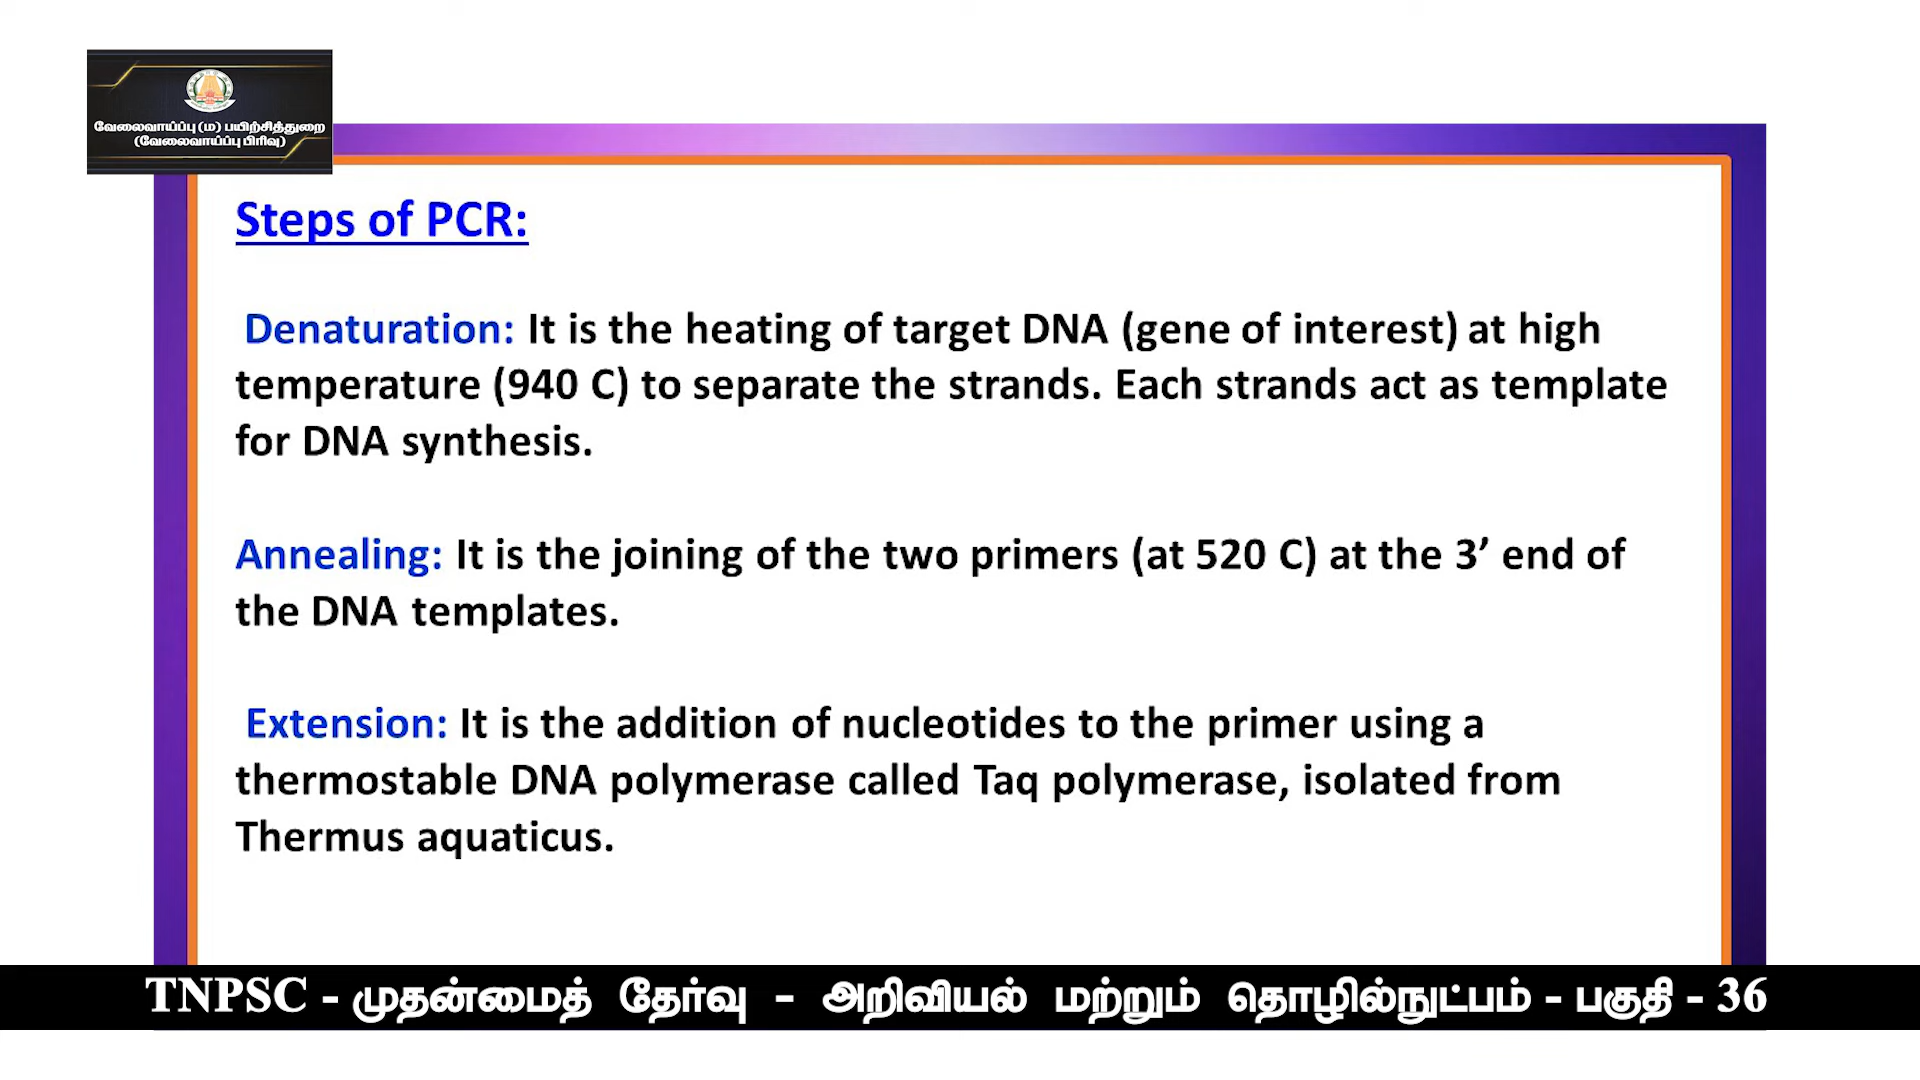 வேலைவாய்ப்பு (ம) பயிற்சித்துறை
(வேலைவாய்ப்பு பிரிவு)
Steps of PCR:
Denaturation: It is the heating of target DNA (gene of interest) at high
temperature (940 C) to separate the strands. Each strands act as template
for DNA synthesis.
Annealing: It is the joining of the two primers (at 520 C) at the 3’ end of
the DNA templates.
Extension: It is the addition of nucleotides to the primer using a
thermostable DNA polymerase called Taq polymerase, isolated from
Thermus aquaticus.
TNPSC - முதன்மைத் தேர்வு - அறிவியல் மற்றும் தொழில்நுட்பம் - பகுதி - 36